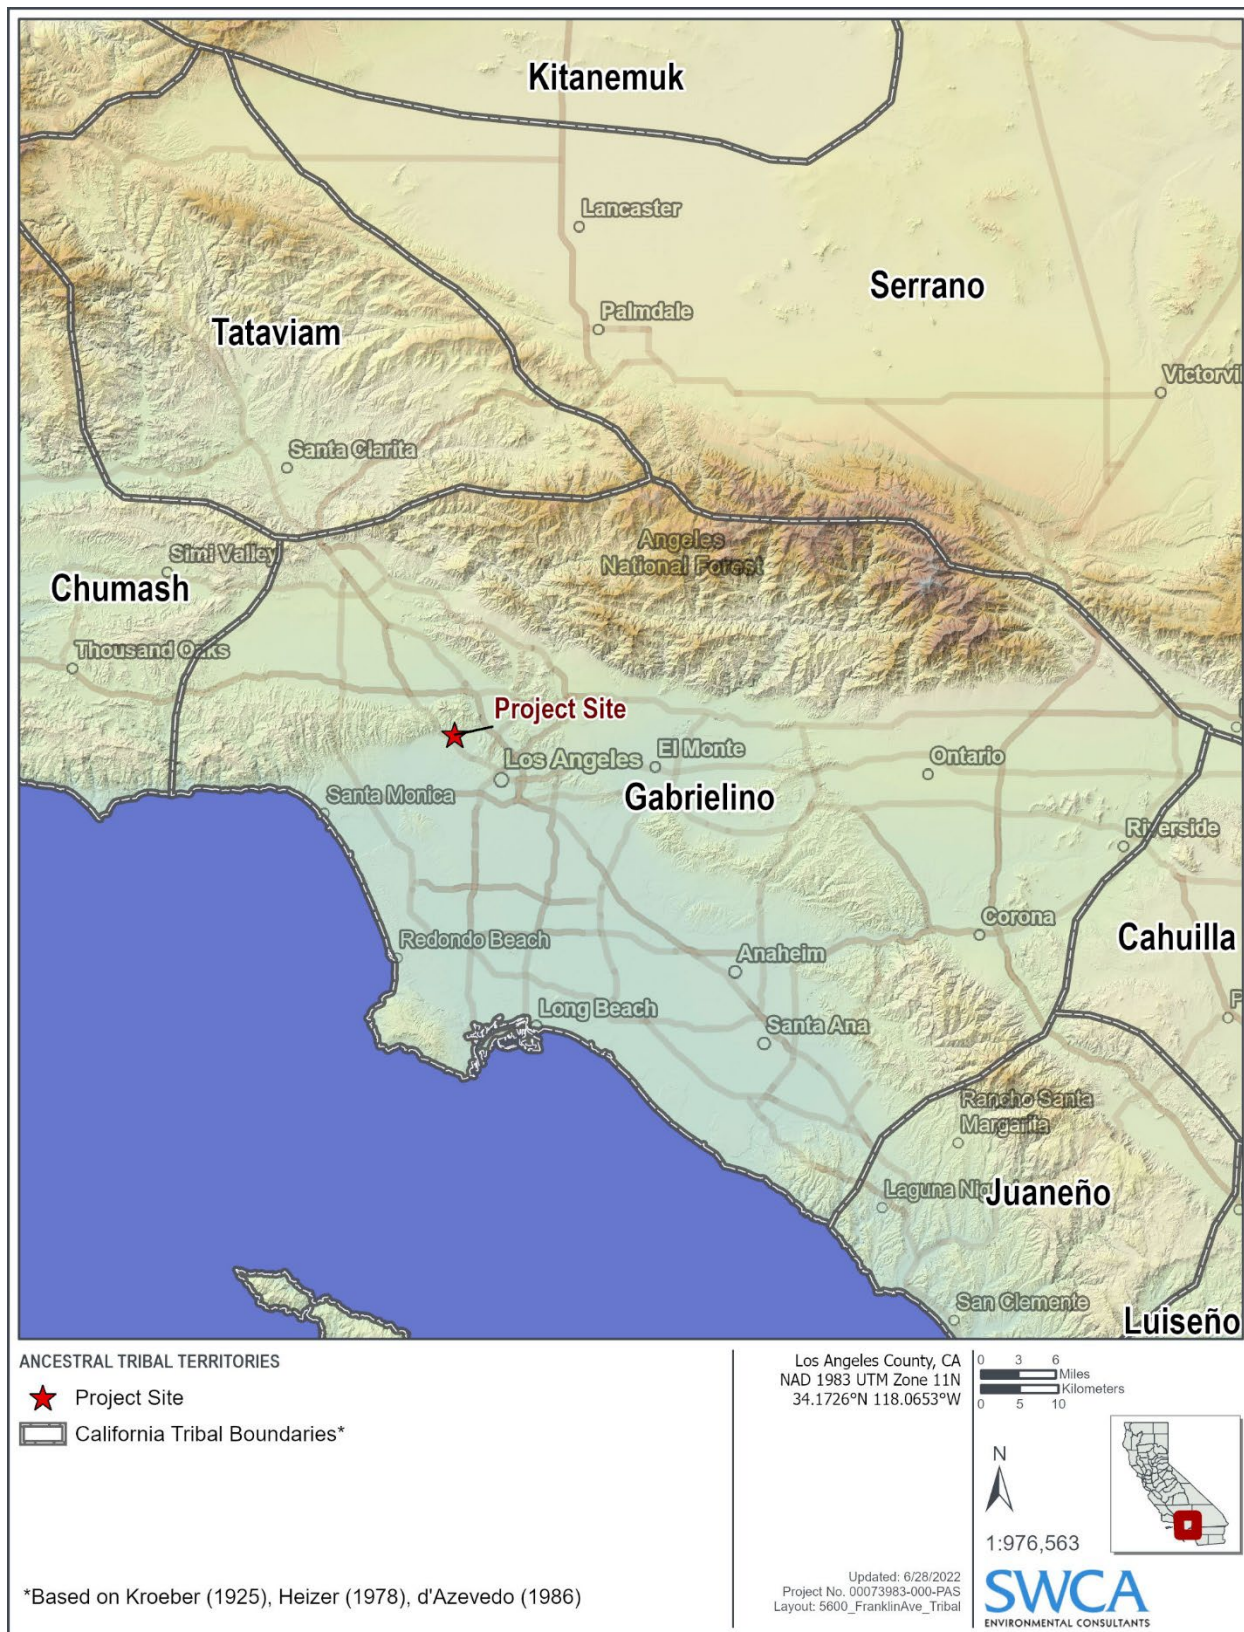 Kitanemuk
Lancaster
Serrano
Palmdale
Tataviam
Victorvil
Santa Clarita
Angeles
National Forest
Simi Valley
Chumash
Thousand Oaks
Project Site
Los Angeles
El Monte
Ontario
Gabrielino
Santa Monica
Riverside
Corona
Redondo Beach
Cahuilla
Anaheim
Long Beach
Santa Ana
Rancho Santa
Margarita
Laguna Nig
Juaneño
San Clemente
Luiseño
ANCESTRAL TRIBAL TERRITORIES
Project Site
California Tribal Boundaries*
*Based on Kroeber (1925), Heizer (1978), d'Azevedo (1986)
Los Angeles County, CA
NAD 1983 UTM Zone 11N
34.1726°N 118.0653°W
Updated: 6/28/2022
Project No. 00073983-000-PAS
Layout: 5600_FranklinAve_Tribal
0 3 6
Miles
Kilometers
0 5 10
N
1:976,563
SWCA
ENVIRONMENTAL CONSULTANTS